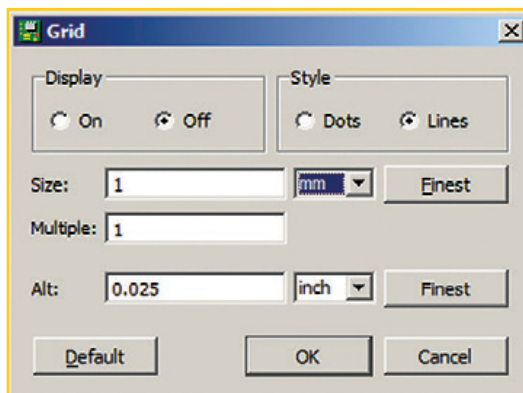 Grid
Display
Style
On Off Dots Lines
Size: 1 mm Finest
Multiple: 1
Alt: 0.025 inch Finest
Default OK Cancel